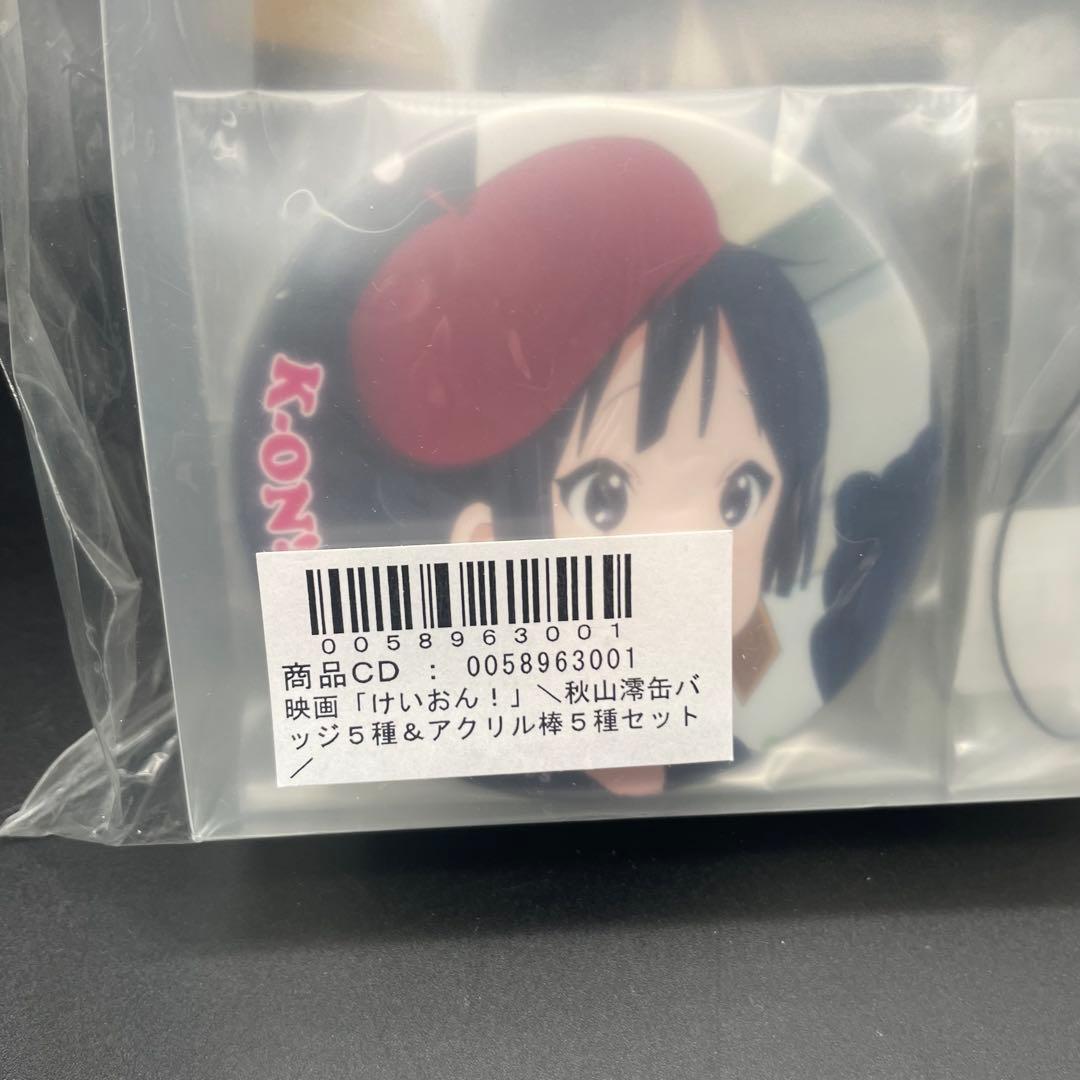 K-ON!
0058963001
商品CD : 0058963001
映画「けいおん！」＼秋山澪缶バ
ッジ５種＆アクリル棒５種セット
／